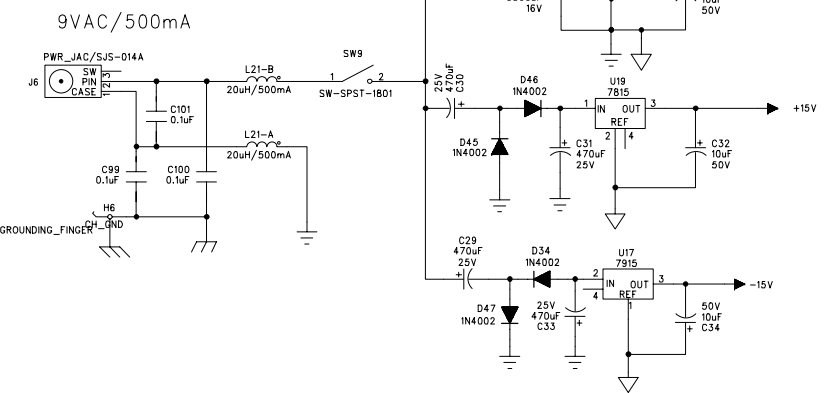 9VAC/500mA
16V
10uF
50V
PWR_JAC/SJS-014A
J6
SW
PIN
CASE
3
2
1
C101
0.1uF
L21-B
20uH/500mA
SW9
1
2
SW-SPST-1801
L21-A
20uH/500mA
C99
0.1uF
C100
0.1uF
H6
CH_GND
GROUNDING_FINGER
25V
470uF
C30
D46
1N4002
D45
1N4002
C31
470uF
25V
U19
7815
1
IN
OUT
3
REF
2
4
C32
10uF
50V
+15V
C29
470uF
25V
D34
1N4002
D47
1N4002
25V
470uF
C33
U17
7915
2
IN
OUT
3
4
REF
1
50V
10uF
C34
-15V